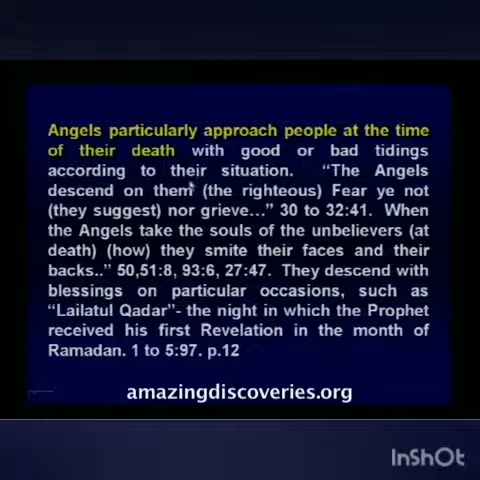 Angels particularly approach people at the time
of their death with good or bad tidings
according to their situation. "The Angels
descend on them (the righteous) Fear ye not
(they suggest) nor grieve..." 30 to 32:41. When
the Angels take the souls of the unbelievers (at
death) (how) they smite their faces and their
backs.." 50,51:8, 93:6, 27:47. They descend with
blessings on particular occasions, such as
"Lailatul Qadar"- the night in which the Prophet
received his first Revelation in the month of
Ramadan. 1 to 5:97. p.12
amazingdiscoveries.org
InShOt